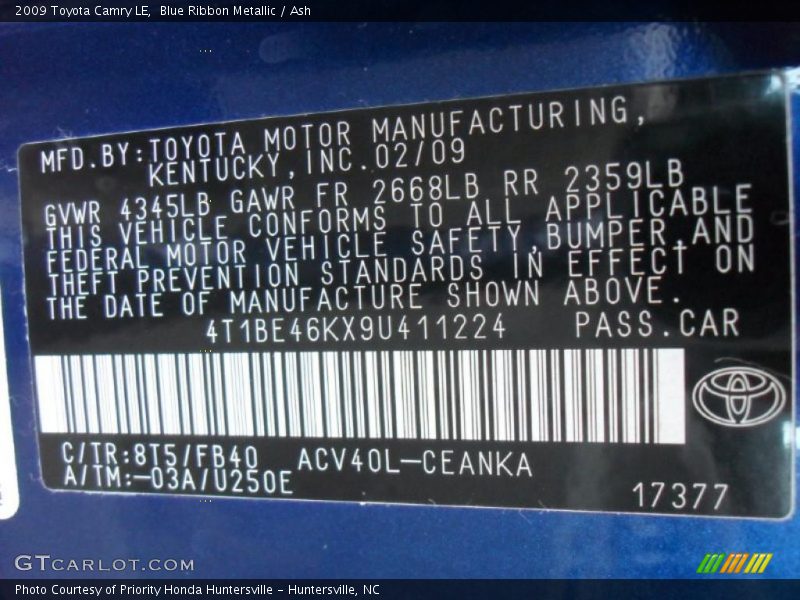 2009 Toyota Camry LE,  Blue Ribbon Metallic / Ash
MFD.BY:TOYOTA MOTOR MANUFACTURING,
KENTUCKY,INC.02/09
GVWR 4345LB GAWR FR 2668LB RR 2359LB
THIS VEHICLE CONFORMS TO ALL APPLICABLE
FEDERAL MOTOR VEHICLE SAFETY,BUMPER,AND
THEFT PREVENTION STANDARDS IN EFFECT ON
THE DATE OF MANUFACTURE SHOWN ABOVE.
4T1BE46KX9U411224 PASS.CAR
C/TR:8T5/FB40 ACV40L-CEANKA
A/TM:-03A/U250E
17377
GTCARLOT.COM
Photo Courtesy of Priority Honda Huntersville - Huntersville, NC